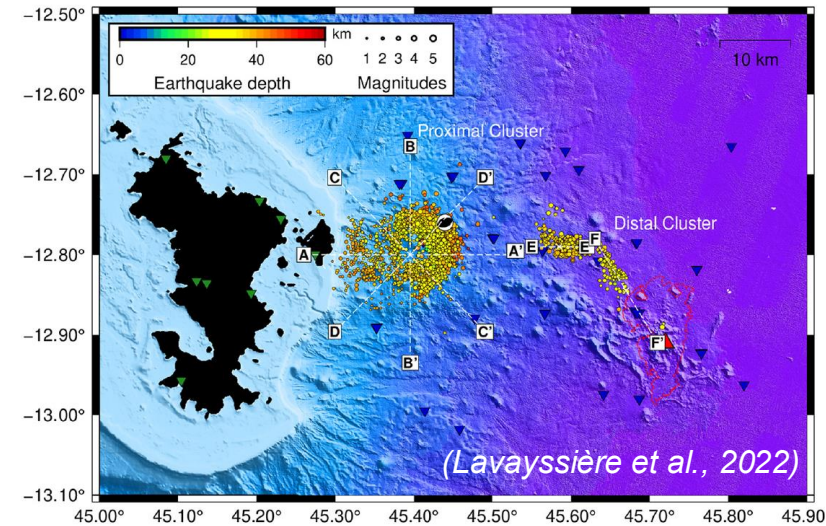 −12.50°
km
0 20 40 60
1 2 3 4 5
Earthquake depth
Magnitudes
10 km
−12.60°
Proximal Cluster
B
−12.70°
C
D'
Distal Cluster
−12.80°
A
A'
E
E'
F
−12.90°
D
C'
F'
B'
−13.00°
(Lavayssière et al., 2022)
−13.10°
45.00 45.10° 45.20° 45.30° 45.40° 45.50° 45.60° 45.70° 45.80° 45.90